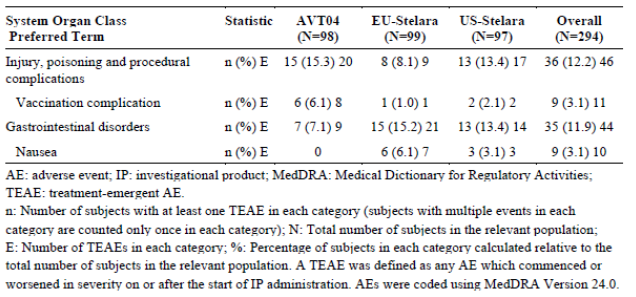 System Organ Class Statistic AVT04 EU-Stelara US-Stelara Overall
Preferred Term (N=98) (N=99) (N=97) (N=294)
Injury, poisoning and procedural n (%) E 15 (15.3) 20 8 (8.1) 9 13 (13.4) 17 36 (12.2) 46
complications
Vaccination complication n (%) E 6 (6.1) 8 1 (1.0) 1 2 (2.1) 2 9 (3.1) 11
Gastrointestinal disorders n (%) E 7 (7.1) 9 15 (15.2) 21 13 (13.4) 14 35 (11.9) 44
Nausea n (%) E 0 6 (6.1) 7 3 (3.1) 3 9 (3.1) 10
AE: adverse event; IP: investigational product; MedDRA: Medical Dictionary for Regulatory Activities;
TEAE: treatment-emergent AE.
n: Number of subjects with at least one TEAE in each category (subjects with multiple events in each
category are counted only once in each category); N: Total number of subjects in the relevant population;
E: Number of TEAEs in each category; %: Percentage of subjects in each category calculated relative to the
total number of subjects in the relevant population. A TEAE was defined as any AE which commenced or
worsened in severity on or after the start of IP administration. AEs were coded using MedDRA Version 24.0.